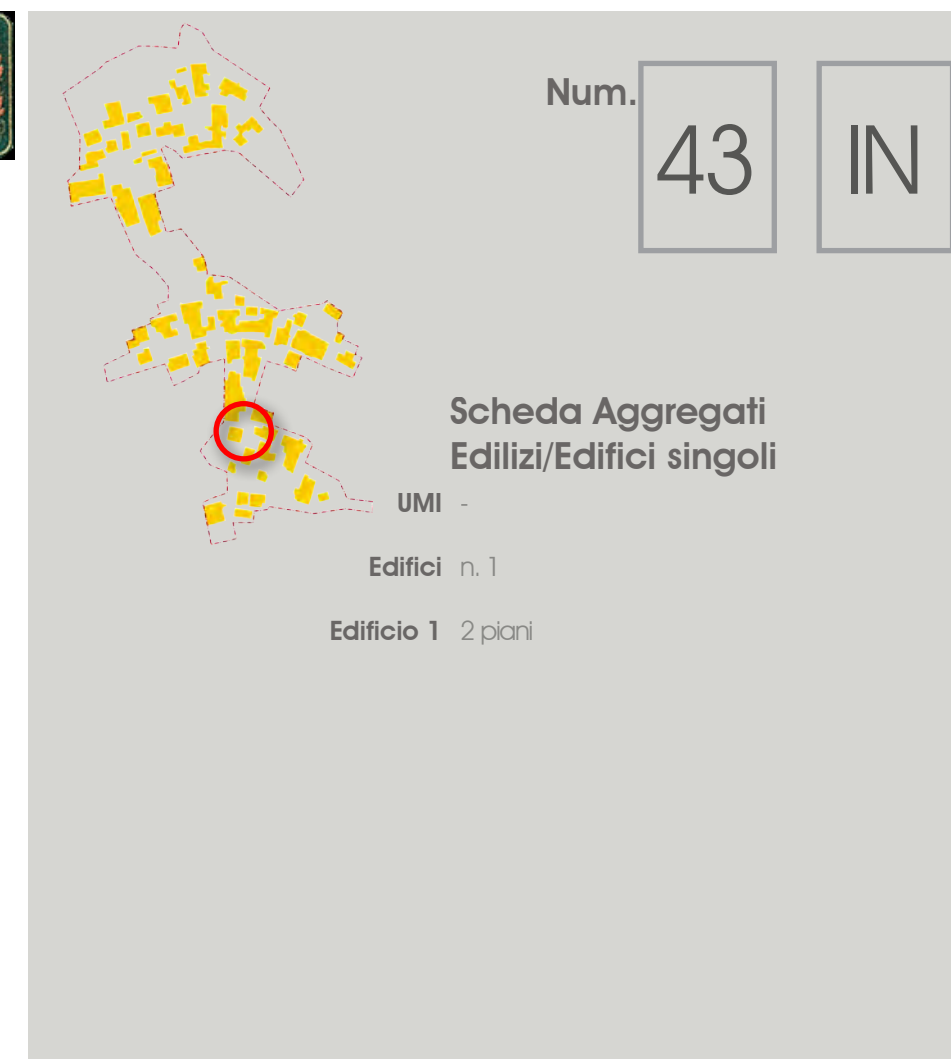 Num.
43
IN
Scheda Aggregati
Edilizi/Edifici singoli
UMI -
Edifici n. 1
Edificio 1 2 piani